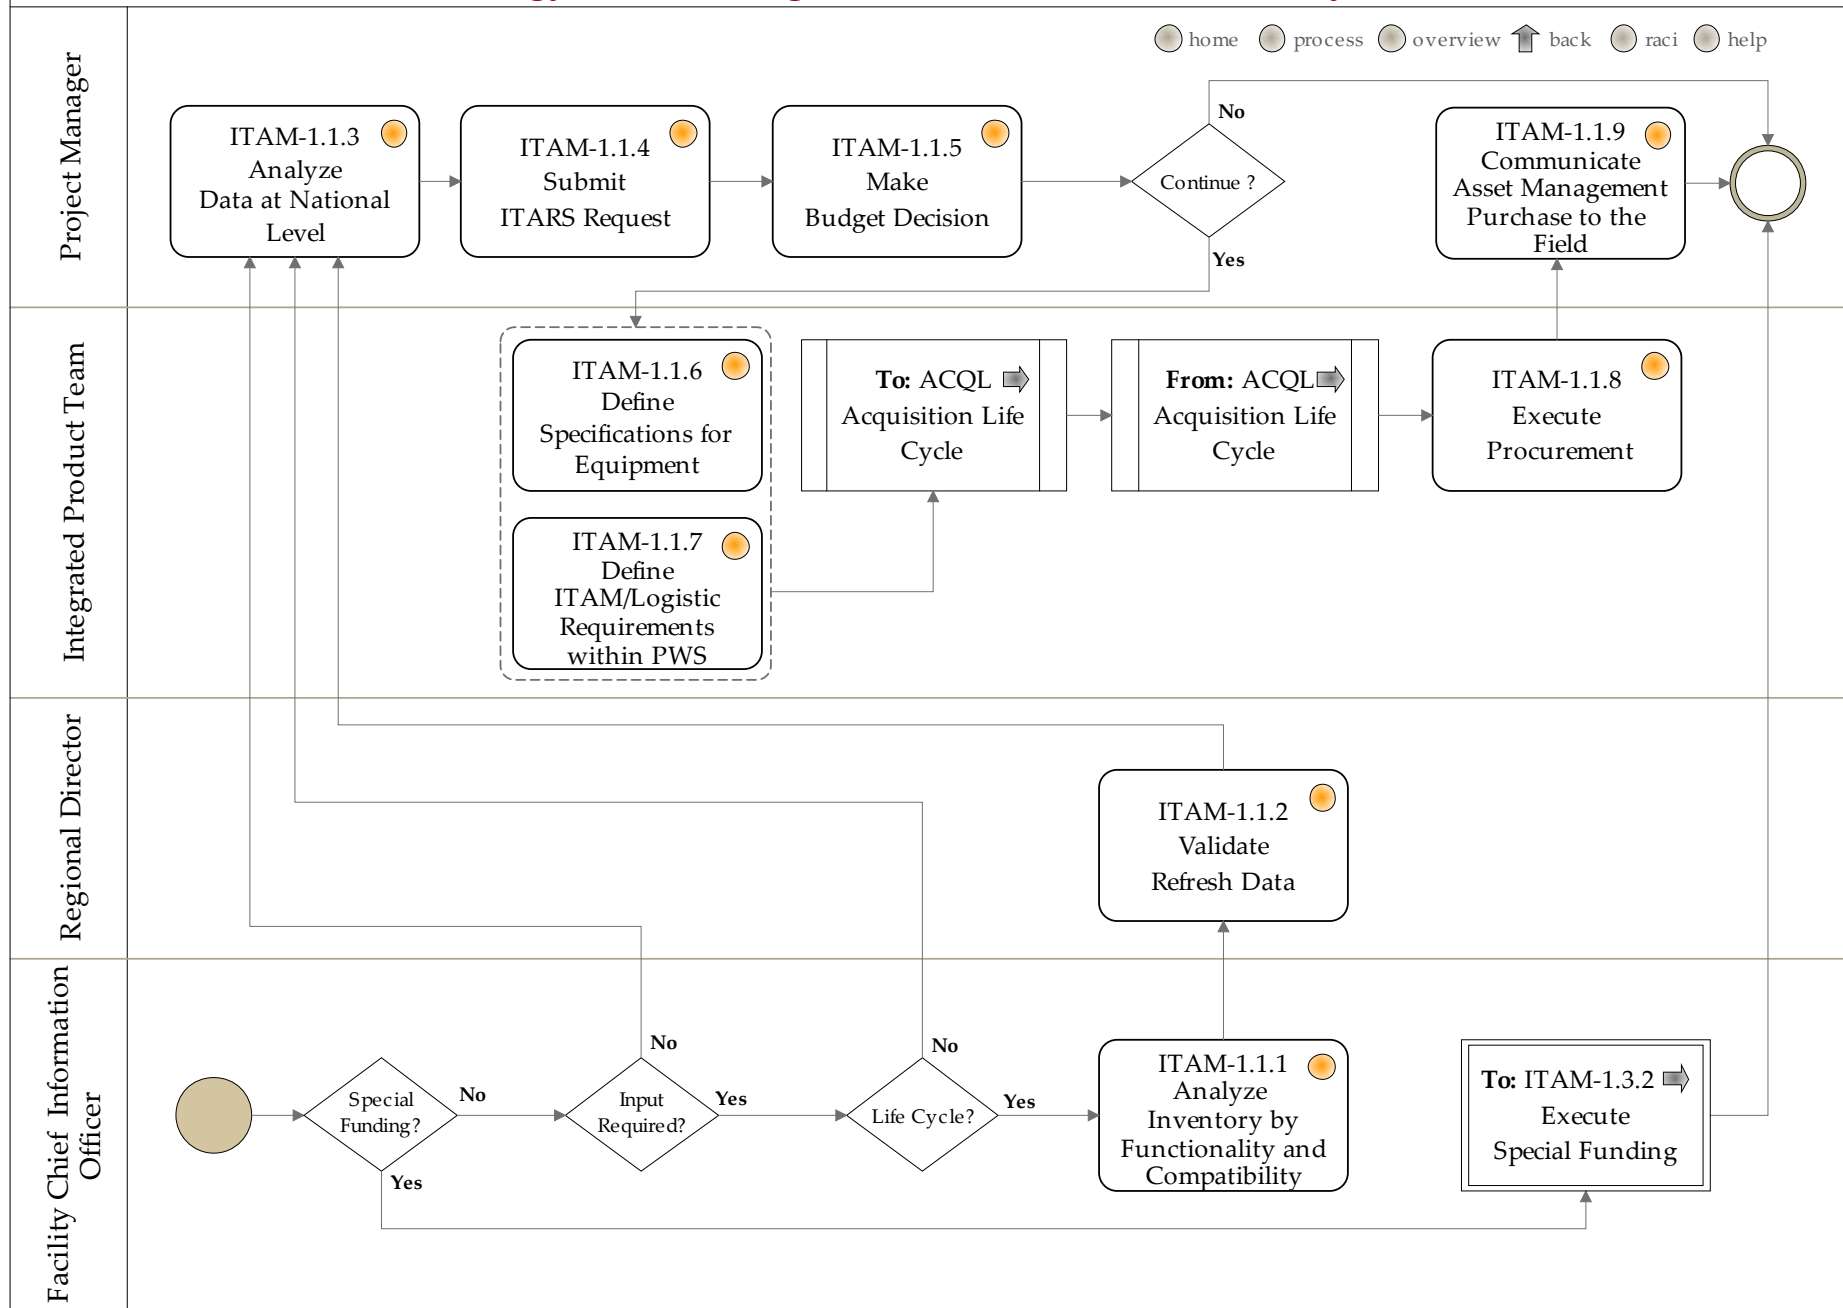 home process overview back raci help
Project Manager
ITAM-1.1.3
Analyze
Data at National
Level
ITAM-1.1.4
Submit
ITARS Request
ITAM-1.1.5
Make
Budget Decision
No
Continue ?
Yes
ITAM-1.1.9
Communicate
Asset Management
Purchase to the
Field
Integrated Product Team
ITAM-1.1.6
Define
Specifications for
Equipment
ITAM-1.1.7
Define
ITAM/Logistic
Requirements
within PWS
To: ACQL
Acquisition Life
Cycle
From: ACQL
Acquisition Life
Cycle
ITAM-1.1.8
Execute
Procurement
Regional Director
ITAM-1.1.2
Validate
Refresh Data
Facility Chief Information
Officer
Special
Funding?
No
Yes
Input
Required?
No
Yes
Life Cycle?
No
Yes
ITAM-1.1.1
Analyze
Inventory by
Functionality and
Compatibility
To: ITAM-1.3.2
Execute
Special Funding